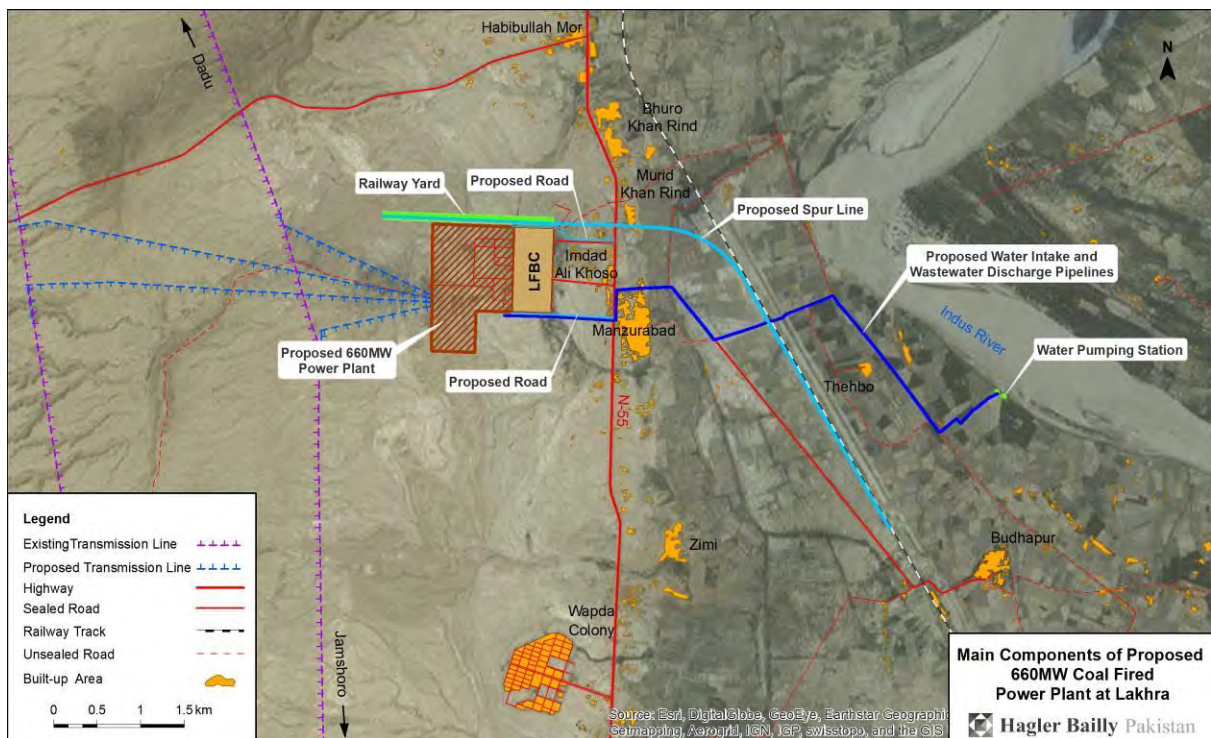 Habibullah Mor
N
Dadu
Bhuro
Khan Rind
Railway Yard
Proposed Road
Murid
Khan Rind
Proposed Spur Line
Imdad
Ali Khoso
LFBC
Proposed Water Intake and
Wastewater Discharge Pipelines
Indus River
Manzurabad
Proposed 660MW
Power Plant
Proposed Road
Water Pumping Station
Thehbo
N-55
Legend
ExistingTransmission Line
Proposed Transmission Line
Highway
Sealed Road
Railway Track
Unsealed Road
Built-up Area
0 0.5 1 1.5 km
Jamshoro
Zimi
Budhapur
Wapda
Colony
Main Components of Proposed
660MW Coal Fired
Power Plant at Lakhra
Hagler Bailly Pakistan
Source: Esri, DigitalGlobe, GeoEye, Earthstar Geographic
Getmapping, Aerogrid, IGN, IGP, swisstopo, and the GIS